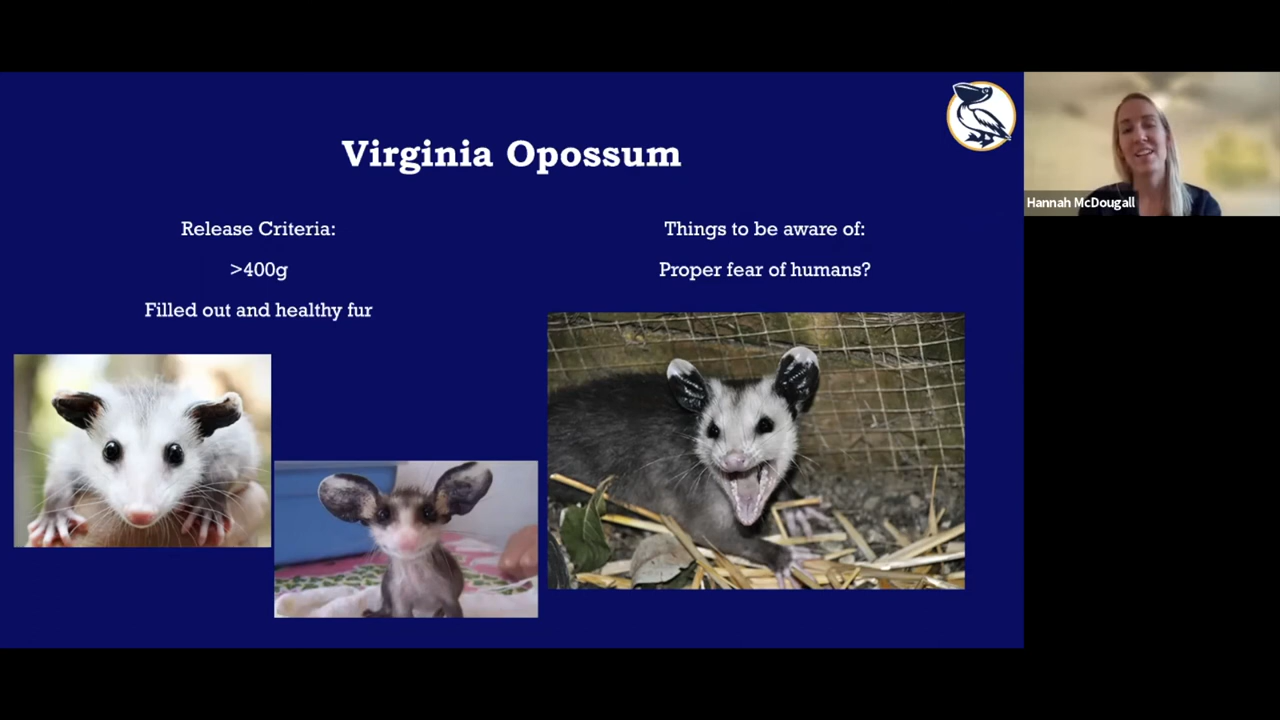 Virginia Opossum
Release Criteria:
>400g
Filled out and healthy fur
Things to be aware of:
Proper fear of humans?
Hannah McDougall